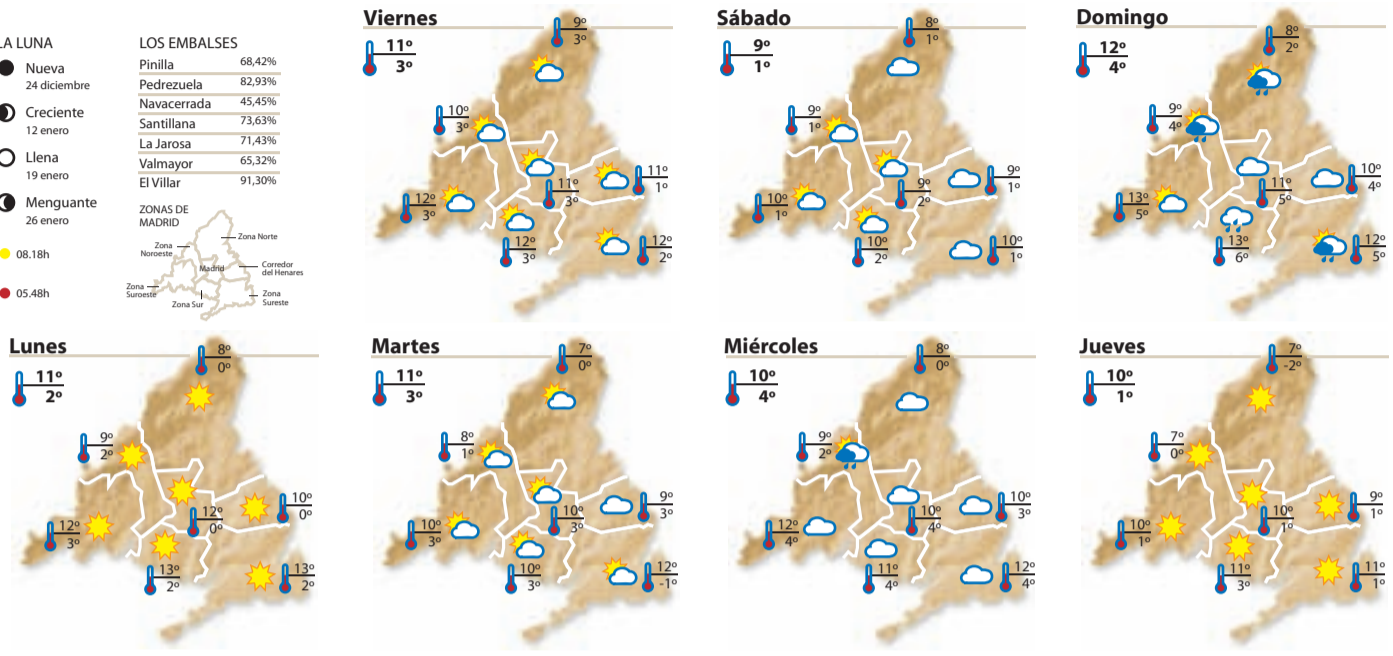 LA LUNA
Nueva
24 diciembre
Creciente
12 enero
Llena
19 enero
Menguante
26 enero
08.18h
05.48h
LOS EMBALSES
Pinilla 68,42%
Pedrezuela 82,93%
Navacerrada 45,45%
Santillana 73,63%
La Jarosa 71,43%
Valmayor 65,32%
El Villar 91,30%
ZONAS DE
MADRID
Zona Norte
Zona
Noroeste
Madrid
Corredor
del Henares
Zona
Suroeste
Zona Sur
Zona
Sureste
Viernes
11º
3º
9º
3º
10º
3º
11º
1º
11º
3º
12º
3º
12º
3º
12º
2º
Sábado
9º
1º
8º
1º
9º
1º
9º
1º
9º
2º
10º
1º
10º
2º
10º
1º
Domingo
12º
4º
8º
2º
9º
4º
10º
4º
11º
5º
13º
5º
13º
6º
12º
5º
Lunes
11º
2º
8º
0º
9º
2º
10º
0º
12º
0º
12º
3º
13º
2º
13º
2º
Martes
11º
3º
7º
0º
8º
1º
9º
3º
10º
3º
10º
3º
10º
3º
12º
-1º
Miércoles
10º
4º
8º
0º
9º
2º
10º
3º
10º
4º
12º
4º
11º
4º
12º
4º
Jueves
10º
1º
7º
-2º
7º
0º
9º
1º
10º
1º
10º
1º
11º
3º
11º
1º